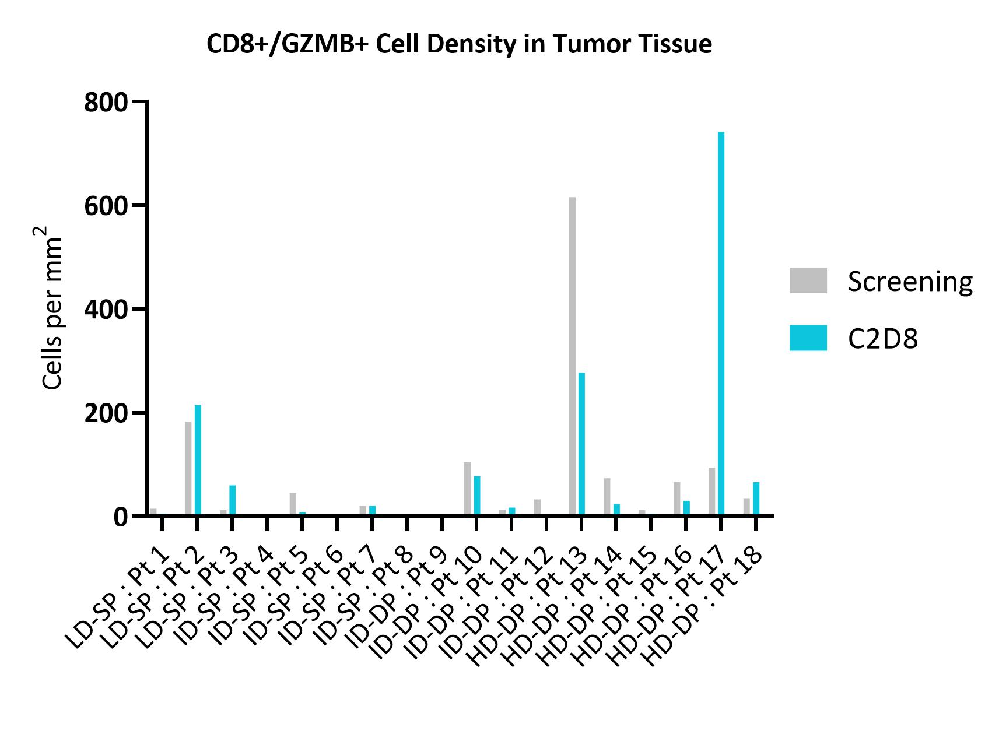 CD8+/GZMB+ Cell Density in Tumor Tissue
800
600
400
200
0
Cells per mm²
Screening
C2D8
LD-SP : Pt 1
LD-SP : Pt 2
LD-SP : Pt 3
ID-SP : Pt 4
ID-SP : Pt 5
ID-SP : Pt 6
ID-SP : Pt 7
ID-SP : Pt 8
ID-DP : Pt 9
ID-DP : Pt 10
ID-DP : Pt 11
ID-DP : Pt 12
HD-DP : Pt 13
HD-DP : Pt 14
HD-DP : Pt 15
HD-DP : Pt 16
HD-DP : Pt 17
HD-DP : Pt 18